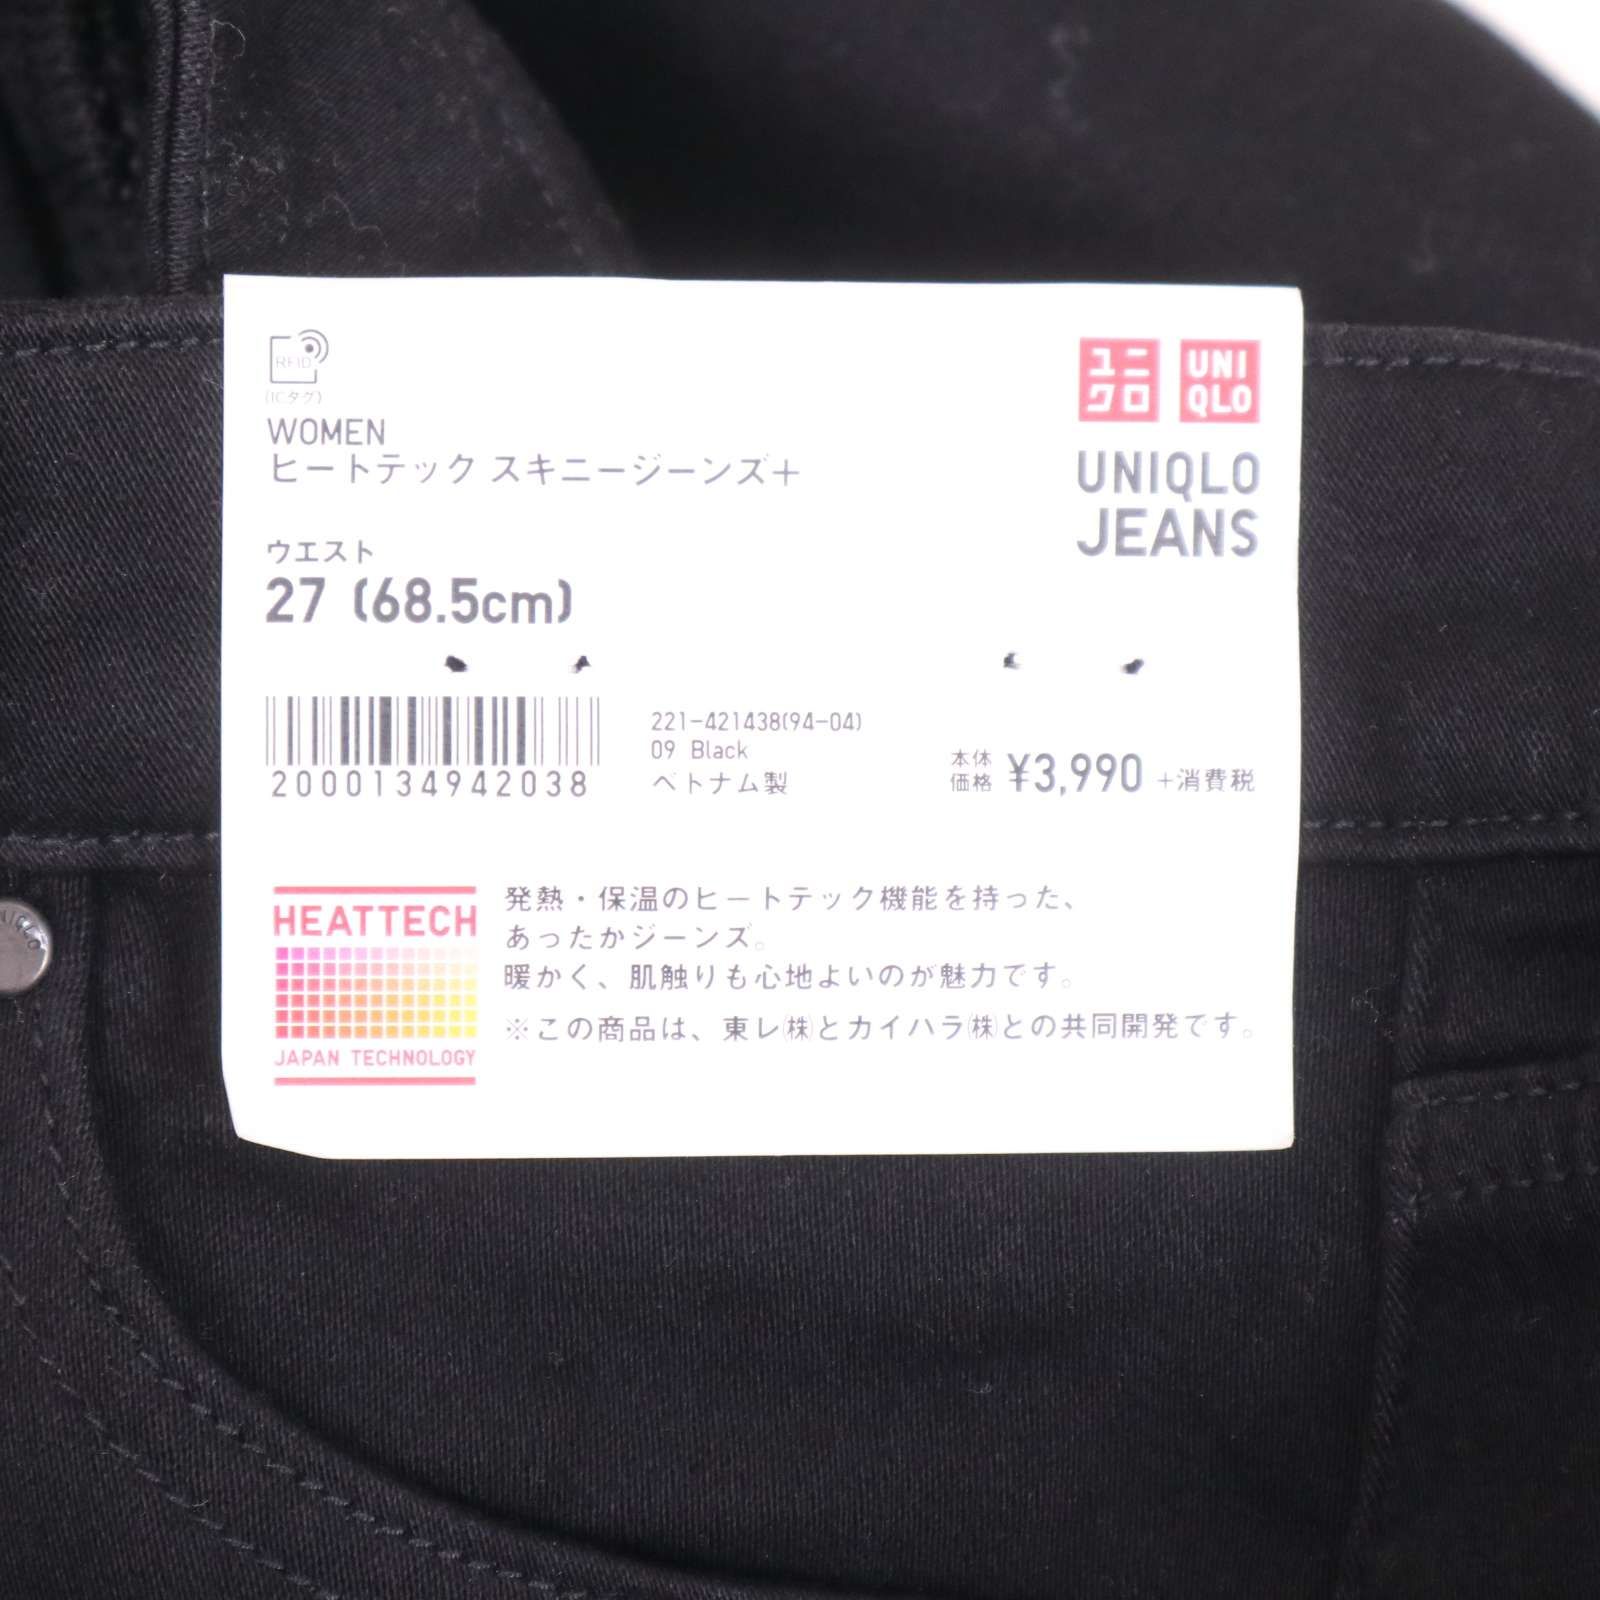 RFID
(ICタグ)
WOMEN
ヒートテック スキニージーンズ+
ユニ
クロ
UNI
QLO
UNIQLO
JEANS
ウエスト
27 (68.5cm)
2000134942038
221-421438(94-04)
09 Black
ベトナム製
本体
価格 ¥3,990 +消費税
HEATTECH
JAPAN TECHNOLOGY
発熱・保温のヒートテック機能を持った、
あったかジーンズ。
暖かく、肌触りも心地よいのが魅力です。
※この商品は、東レ㈱とカイハラ㈱との共同開発です。
UNIQLO